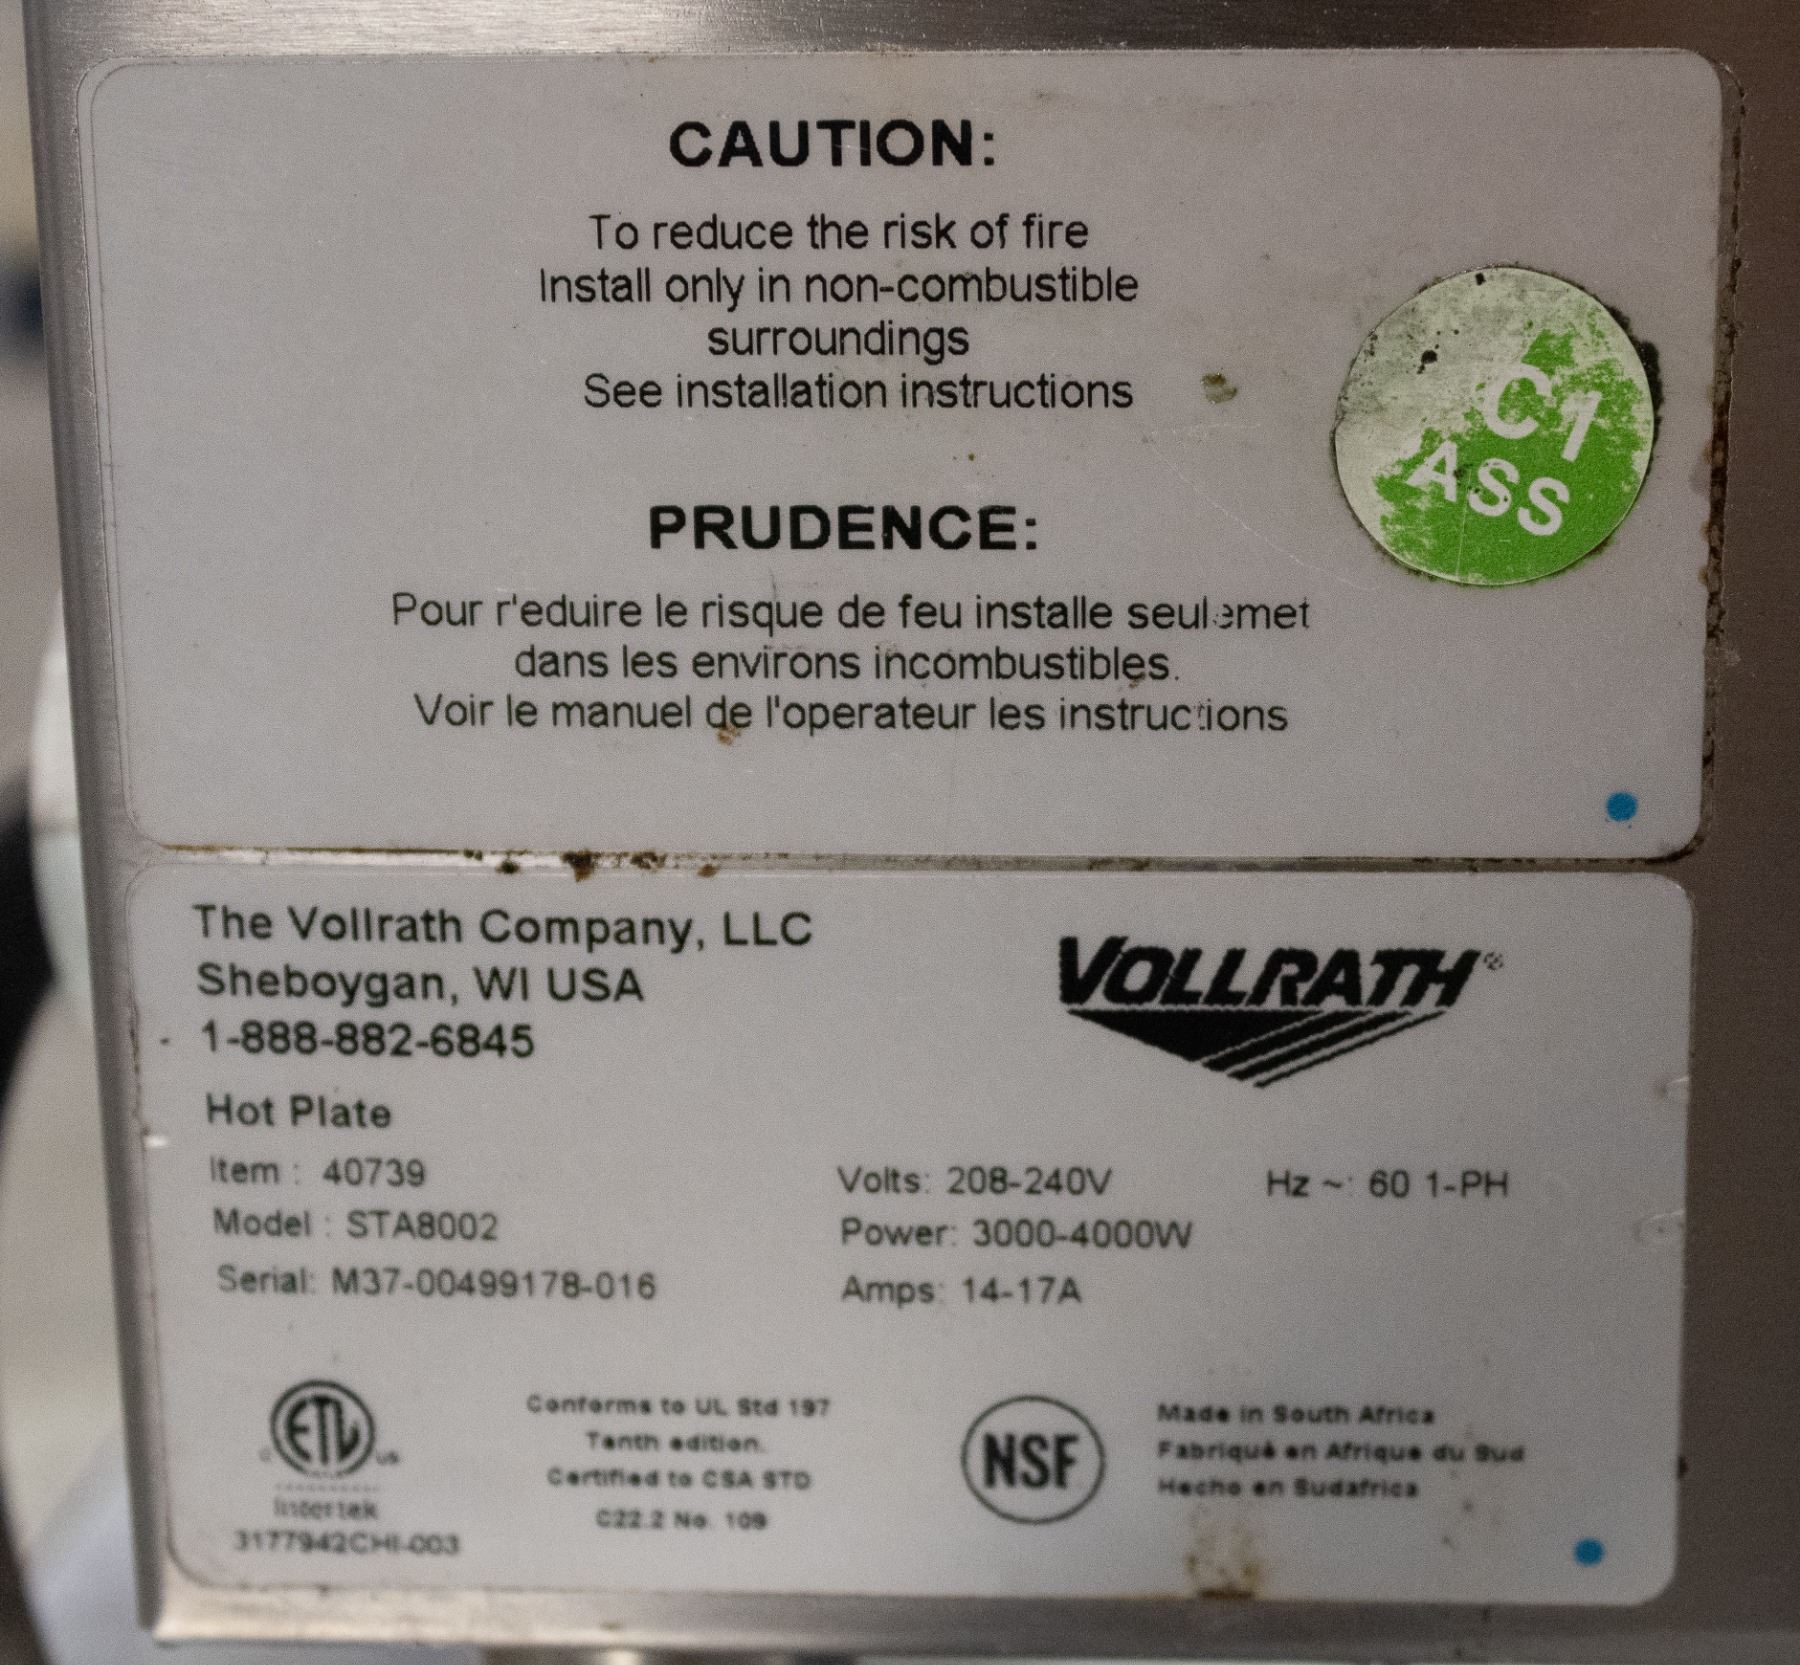 CAUTION:
To reduce the risk of fire
Install only in non-combustible
surroundings
See installation instructions
C1
ASS
PRUDENCE:
Pour r'eduire le risque de feu installe seulemet
dans les environs incombustibles.
Voir le manuel de l'operateur les instructions
The Vollrath Company, LLC
Sheboygan, WI USA
1-888-882-6845
VOLLRATH®
Hot Plate
Item : 40739
Volts: 208-240V
Hz ~: 60 1-PH
Model : STA8002
Power: 3000-4000W
Serial: M37-00499178-016
Amps: 14-17A
ETL
US
Intertek
3177942CHI-003
Conforms to UL Std 197
Tenth edition.
Certified to CSA STD
C22.2 No. 109
NSF
Made in South Africa
Fabriqué en Afrique du Sud
Hecho en Sudafrica